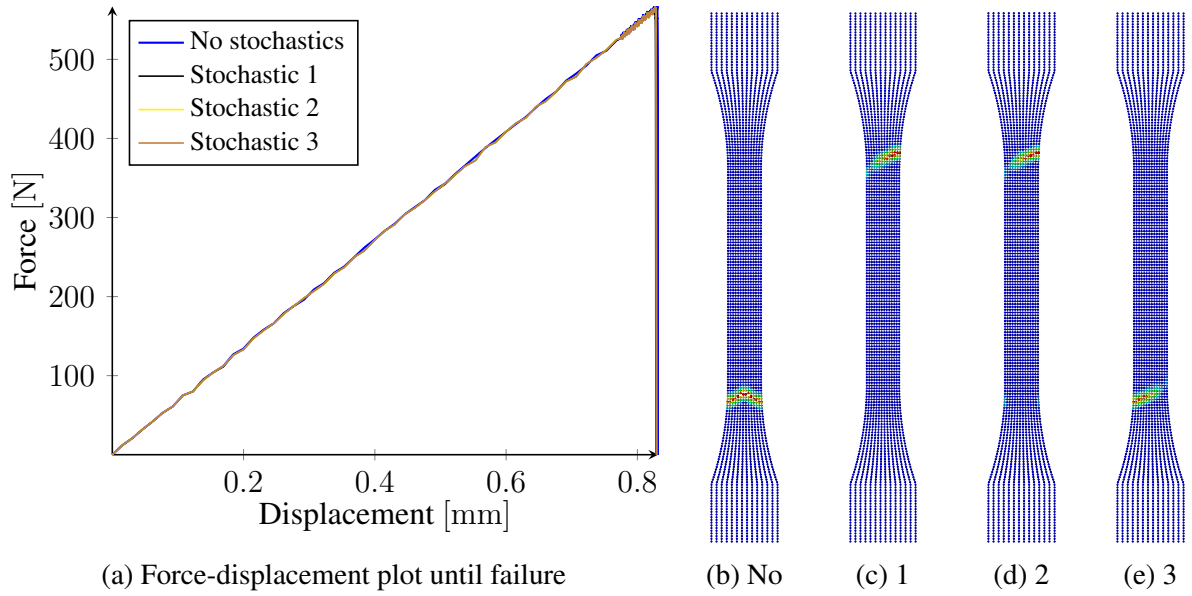 No stochastics
Stochastic 1
Stochastic 2
Stochastic 3
500
400
300
200
100
Force [N]
0.2 0.4 0.6 0.8
Displacement [mm]
(a) Force-displacement plot until failure
(b) No
(c) 1
(d) 2
(e) 3